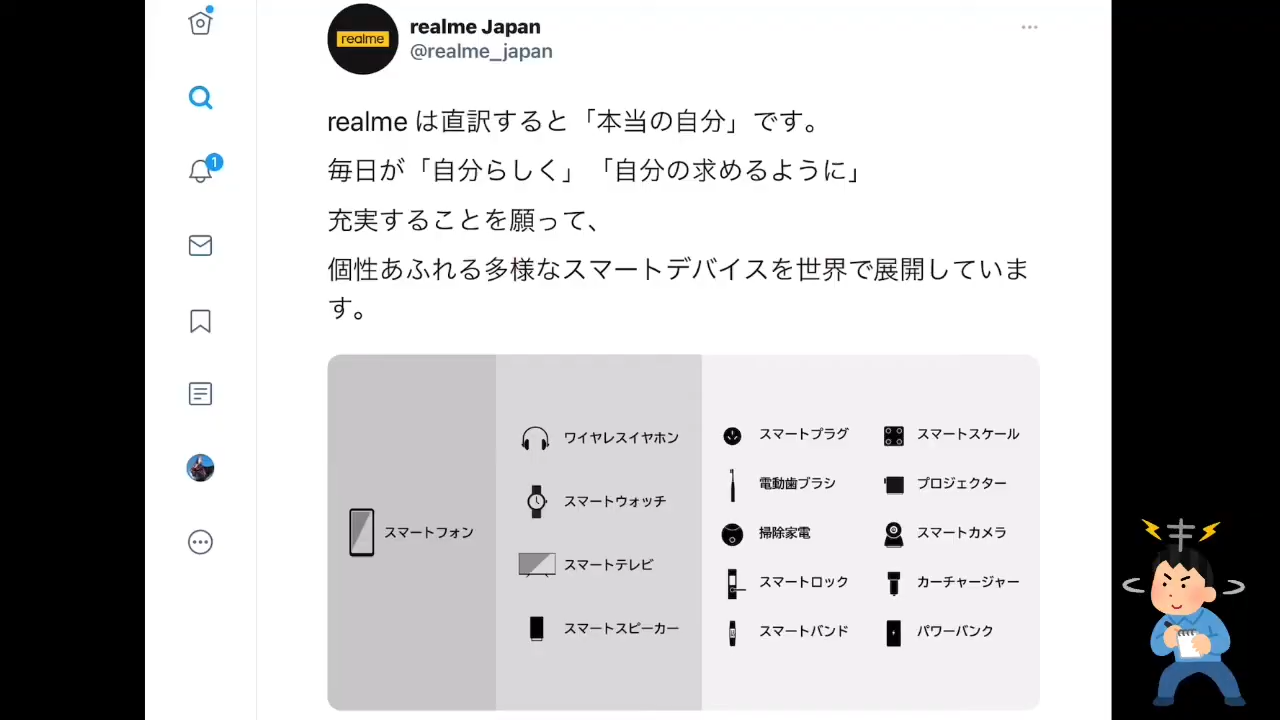 realme
realme Japan
@realme_japan
realme は直訳すると「本当の自分」です。
毎日が「自分らしく」「自分の求めるように」
充実することを願って、
個性あふれる多様なスマートデバイスを世界で展開していま
す。
1
スマートフォン
ワイヤレスイヤホン
スマートウォッチ
スマートテレビ
スマートスピーカー
スマートプラグ
電動歯ブラシ
掃除家電
スマートロック
スマートバンド
スマートスケール
プロジェクター
スマートカメラ
カーチャージャー
パワーバンク